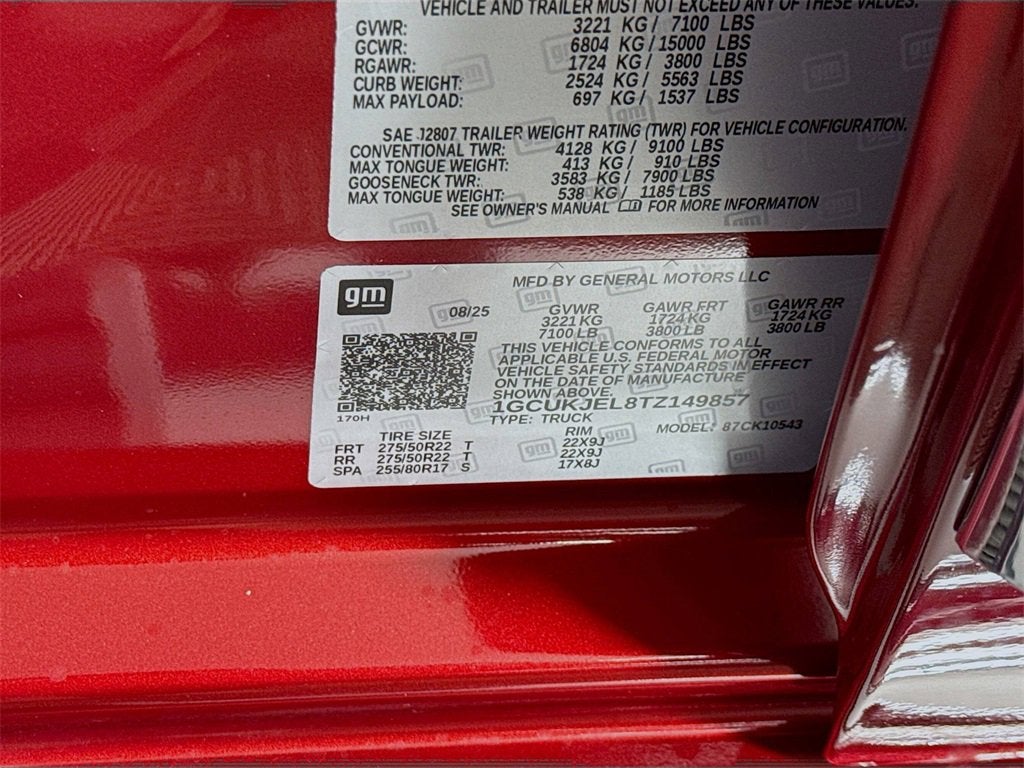 VEHICLE AND TRAILER MUST NOT EXCEED ANY OF THESE VALUES.
GVWR: 3221 KG / 7100 LBS
GCWR: 6804 KG / 15000 LBS
RGAWR: 1724 KG / 3800 LBS
CURB WEIGHT: 2524 KG / 5563 LBS
MAX PAYLOAD: 697 KG / 1537 LBS
SAE J2807 TRAILER WEIGHT RATING (TWR) FOR VEHICLE CONFIGURATION.
CONVENTIONAL TWR: 4128 KG / 9100 LBS
MAX TONGUE WEIGHT: 413 KG / 910 LBS
GOOSENECK TWR: 3583 KG / 7900 LBS
MAX TONGUE WEIGHT: 538 KG / 1185 LBS
SEE OWNER'S MANUAL FOR MORE INFORMATION
gm
MFD BY GENERAL MOTORS LLC
08/25 GVWR GAWR FRT GAWR RR
3221 KG 1724 KG 1724 KG
7100 LB 3800 LB 3800 LB
THIS VEHICLE CONFORMS TO ALL
APPLICABLE U.S. FEDERAL MOTOR
VEHICLE SAFETY STANDARDS IN EFFECT
ON THE DATE OF MANUFACTURE
SHOWN ABOVE.
1GCUKJEL8TZ149857
170H
TYPE: TRUCK MODEL: 87CK10543
TIRE SIZE RIM
FRT 275/50R22 T 22X9J
RR 275/50R22 T 22X9J
SPA 255/80R17 S 17X8J